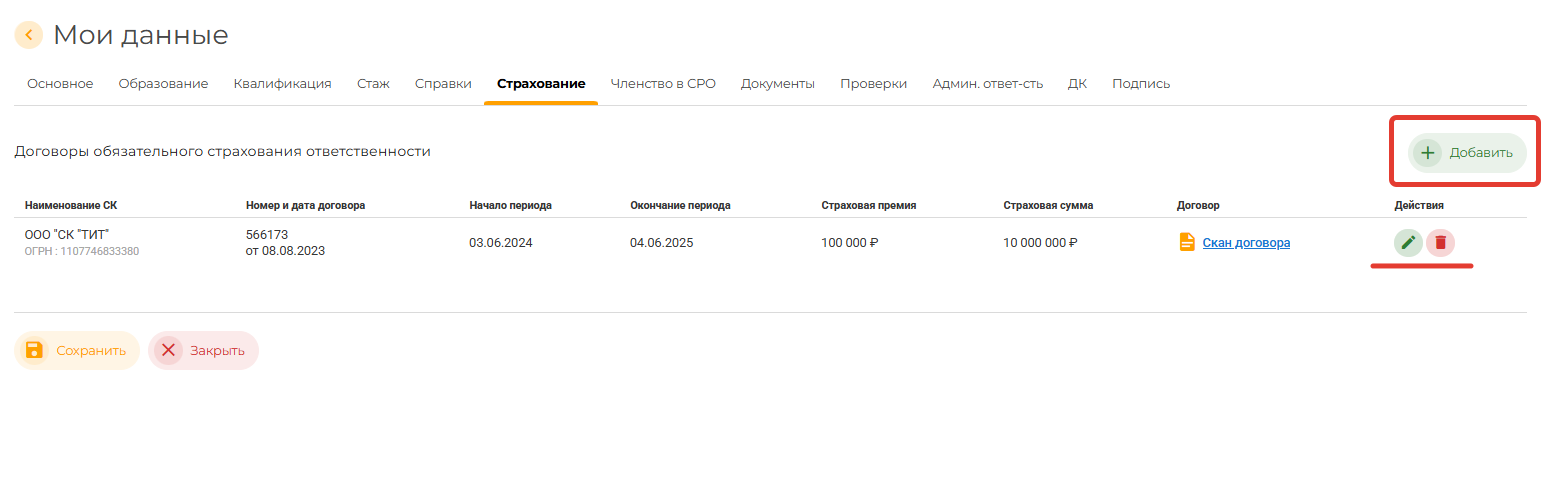 Мои данные
Основное Образование Квалификация Стаж Справки Страхование Членство в СРО Документы Проверки Админ. ответ-сть ДК Подпись
Договоры обязательного страхования ответственности
Добавить
Наименование СК Номер и дата договора Начало периода Окончание периода Страховая премия Страховая сумма Договор Действия
ООО "СК "ТИТ" 566173 03.06.2024 04.06.2025 100 000 ₽ 10 000 000 ₽ Скан договора
ОГРН : 1107746833380 от 08.08.2023
Сохранить Закрыть